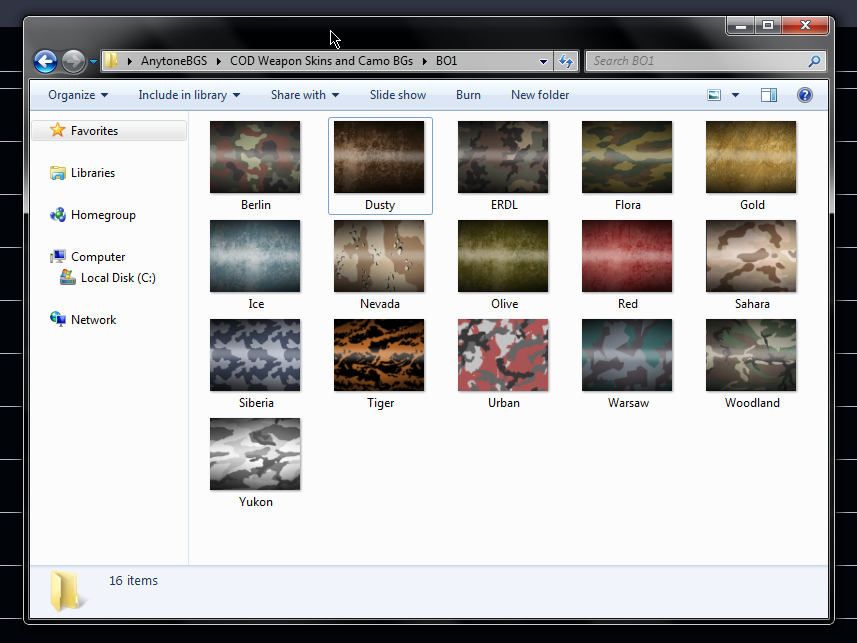 AnytoneBGS COD Weapon Skins and Camo BGs BO1 Search BO1
Organize Include in library Share with Slide show Burn New folder
Favorites
Libraries
Homegroup
Computer
Local Disk (C:)
Network
Berlin Dusty ERDL Flora Gold
Ice Nevada Olive Red Sahara
Siberia Tiger Urban Warsaw Woodland
Yukon
16 items